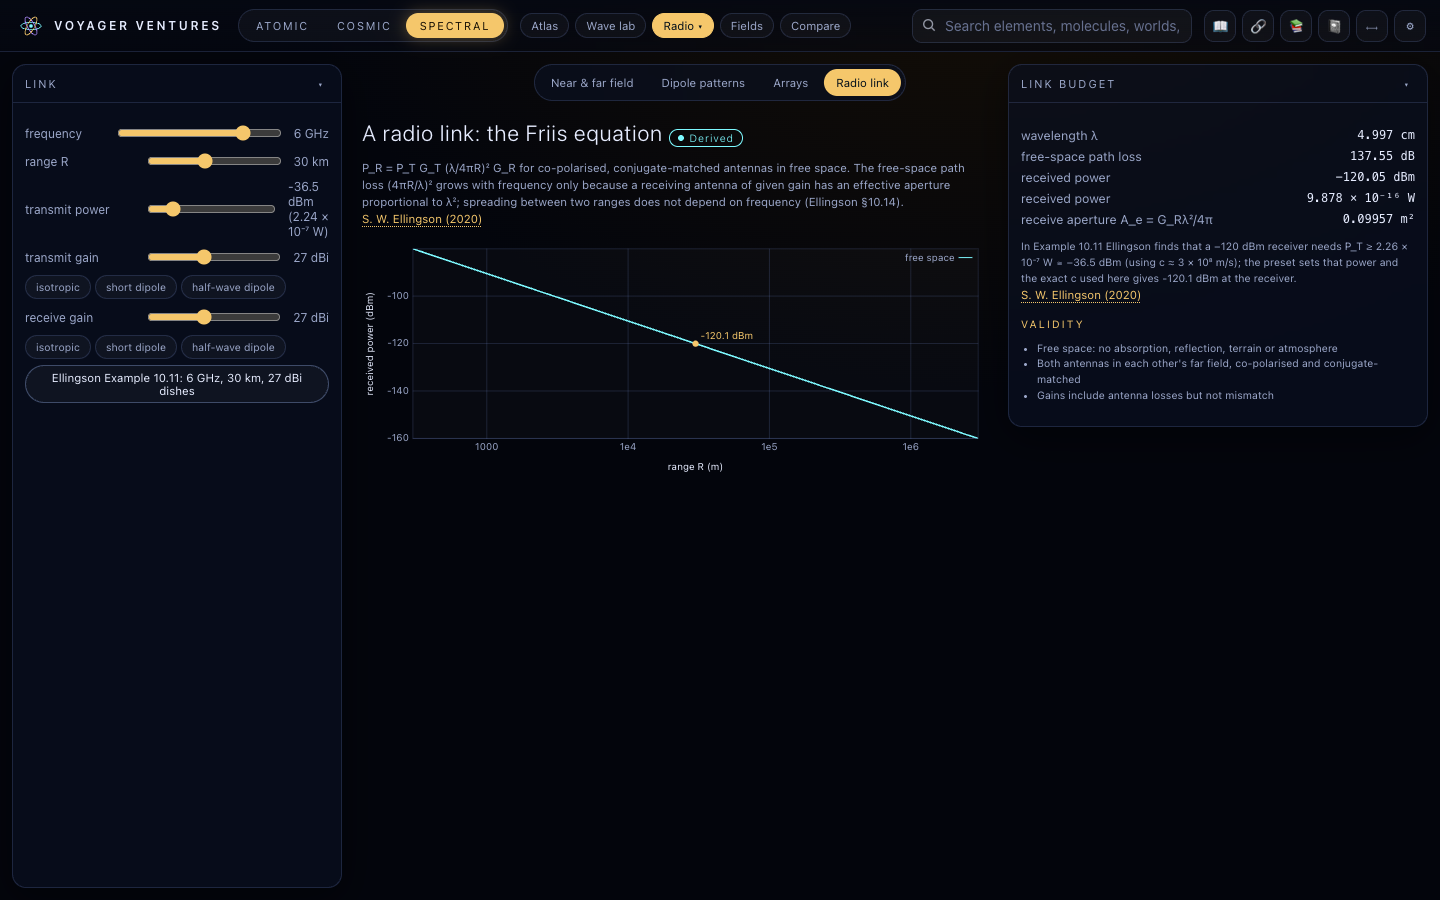 VOYAGER VENTURES
ATOMIC
COSMIC
SPECTRAL
Atlas
Wave lab
Radio ▾
Fields
Compare
Search elements, molecules, worlds,
LINK
frequency
6 GHz
range R
30 km
transmit power
-36.5
dBm
(2.24 ×
10⁻⁷ W)
transmit gain
27 dBi
isotropic
short dipole
half-wave dipole
receive gain
27 dBi
isotropic
short dipole
half-wave dipole
Ellingson Example 10.11: 6 GHz, 30 km, 27 dBi
dishes
Near & far field
Dipole patterns
Arrays
Radio link
A radio link: the Friis equation
Derived
P_R = P_T G_T (λ/4πR)² G_R for co-polarised, conjugate-matched antennas in free space. The free-space path
loss (4πR/λ)² grows with frequency only because a receiving antenna of given gain has an effective aperture
proportional to λ²; spreading between two ranges does not depend on frequency (Ellingson §10.14).
S. W. Ellingson (2020)
free space
-100
-120
-140
-160
-120.1 dBm
received power (dBm)
1000
1e4
1e5
1e6
range R (m)
LINK BUDGET
wavelength λ
4.997 cm
free-space path loss
137.55 dB
received power
−120.05 dBm
received power
9.878 × 10⁻¹⁶ W
receive aperture A_e = G_Rλ²/4π
0.09957 m²
In Example 10.11 Ellingson finds that a −120 dBm receiver needs P_T ≥ 2.26 ×
10⁻⁷ W = −36.5 dBm (using c ≈ 3 × 10⁸ m/s); the preset sets that power and
the exact c used here gives -120.1 dBm at the receiver.
S. W. Ellingson (2020)
VALIDITY
Free space: no absorption, reflection, terrain or atmosphere
Both antennas in each other's far field, co-polarised and conjugate-
matched
Gains include antenna losses but not mismatch